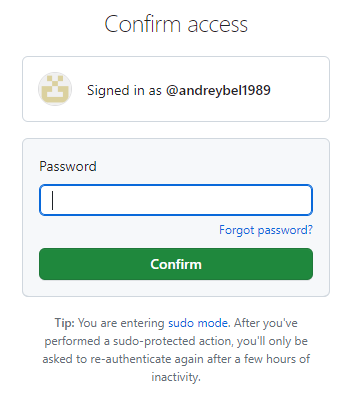 Confirm access
Signed in as @andreybel1989
Password
Forgot password?
Confirm
Tip: You are entering sudo mode. After you've
performed a sudo-protected action, you'll only be
asked to re-authenticate again after a few hours of
inactivity.